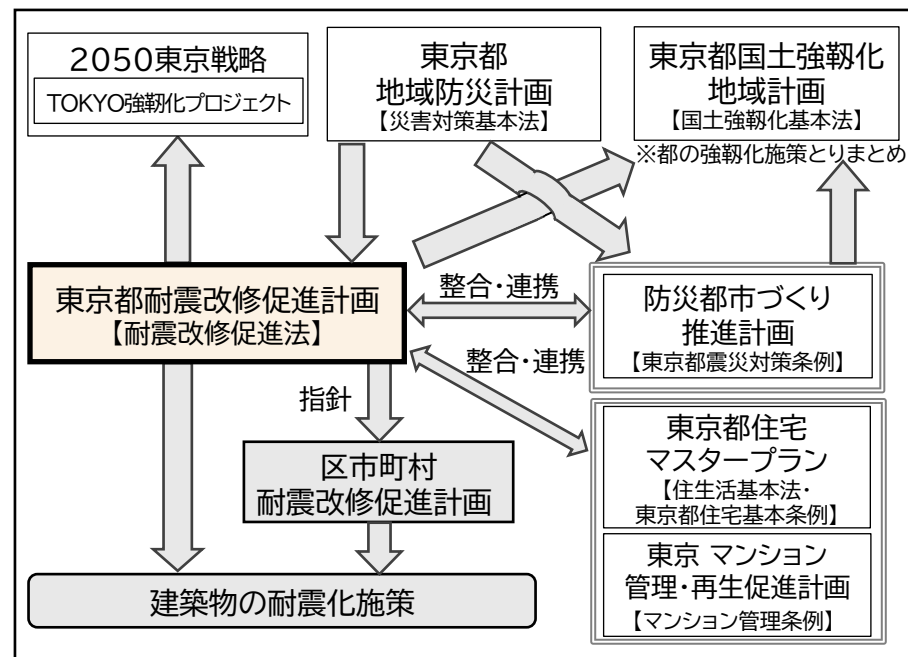 2050東京戦略
TOKYO強靭化プロジェクト
東京都
地域防災計画
【災害対策基本法】
東京都国土強靱化
地域計画
【国土強靱化基本法】
※都の強靱化施策とりまとめ
東京都耐震改修促進計画
【耐震改修促進法】
整合・連携
防災都市づくり
推進計画
【東京都震災対策条例】
整合・連携
指針
区市町村
耐震改修促進計画
東京都住宅
マスタープラン
【住生活基本法・
東京都住宅基本条例】
東京 マンション
管理・再生促進計画
【マンション管理条例】
建築物の耐震化施策